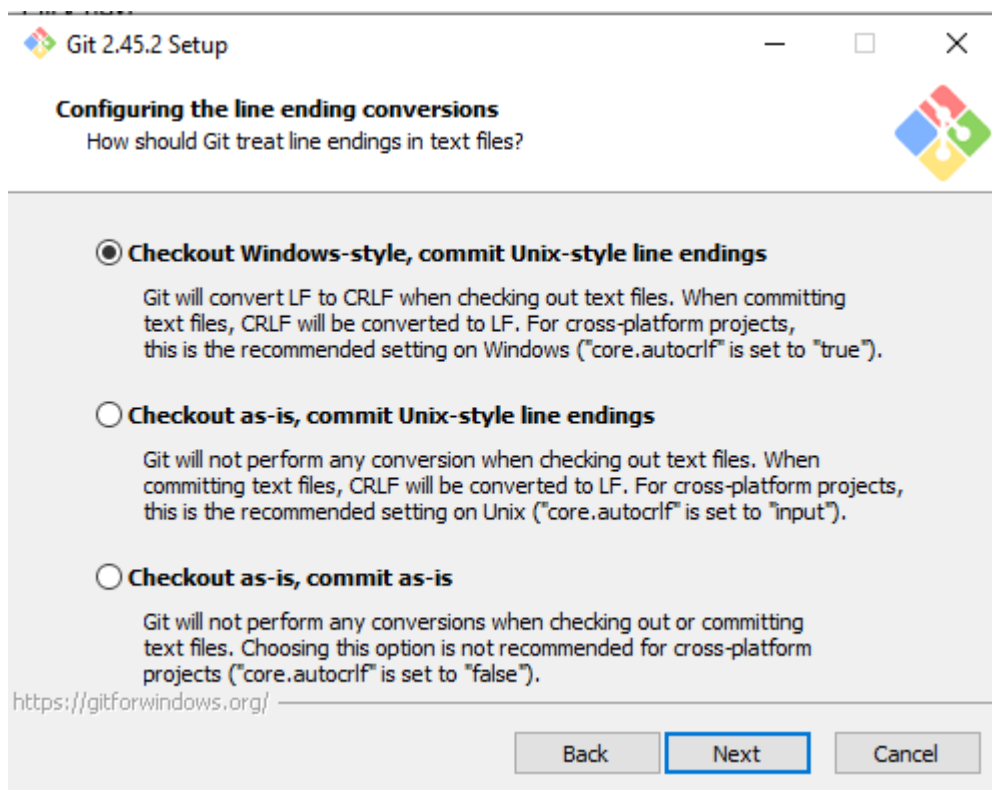 Git 2.45.2 Setup
Configuring the line ending conversions
How should Git treat line endings in text files?
Checkout Windows-style, commit Unix-style line endings
Git will convert LF to CRLF when checking out text files. When committing
text files, CRLF will be converted to LF. For cross-platform projects,
this is the recommended setting on Windows ("core.autocrlf" is set to "true").
Checkout as-is, commit Unix-style line endings
Git will not perform any conversion when checking out text files. When
committing text files, CRLF will be converted to LF. For cross-platform projects,
this is the recommended setting on Unix ("core.autocrlf" is set to "input").
Checkout as-is, commit as-is
Git will not perform any conversions when checking out or committing
text files. Choosing this option is not recommended for cross-platform
projects ("core.autocrlf" is set to "false").
https://gitforwindows.org/
Back Next Cancel